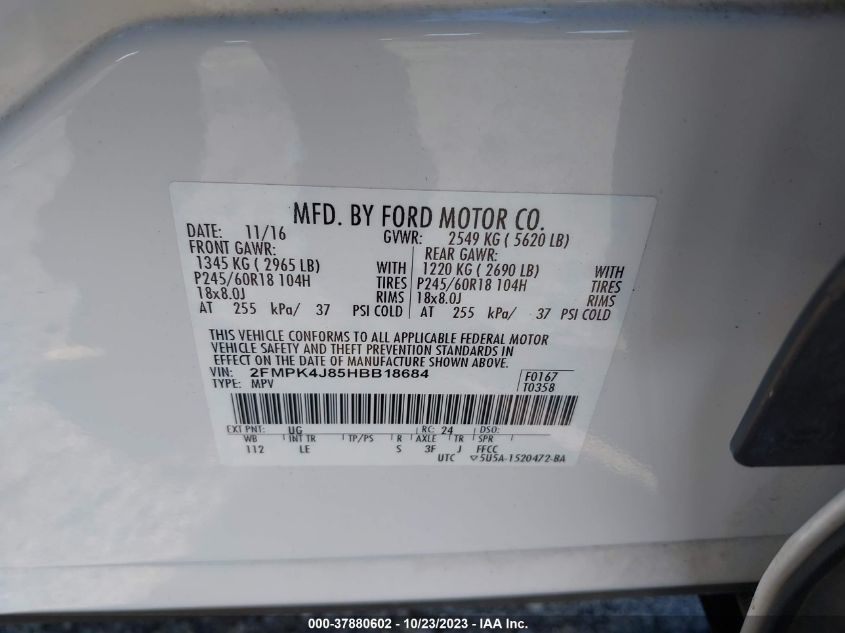 MFD. BY FORD MOTOR CO.
DATE: 11/16 GVWR: 2549 KG ( 5620 LB)
FRONT GAWR: REAR GAWR:
1345 KG ( 2965 LB) WITH 1220 KG ( 2690 LB) WITH
P245/60R18 104H TIRES P245/60R18 104H TIRES
18x8.0J RIMS 18x8.0J RIMS
AT 255 kPa/ 37 PSI COLD AT 255 kPa/ 37 PSI COLD
THIS VEHICLE CONFORMS TO ALL APPLICABLE FEDERAL MOTOR
VEHICLE SAFETY AND THEFT PREVENTION STANDARDS IN
EFFECT ON THE DATE OF MANUFACTURE SHOWN ABOVE.
VIN: 2FMPK4J85HBB18684 F0167
TYPE: MPV T0358
EXT PNT: UG RC: 24 DSO:
WB INT TR TP/PS R AXLE TR SPR
112 LE S 3F J FFCC
UTC ▽5U5A-1520472-BA
000-37880602 - 10/23/2023 - www.iaai.com